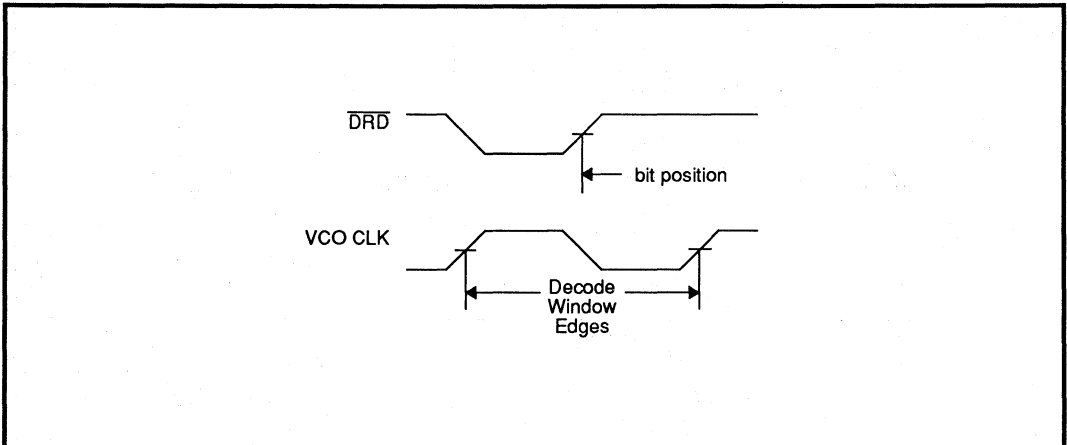 DRD
bit position
VCO CLK
Decode
Window
Edges